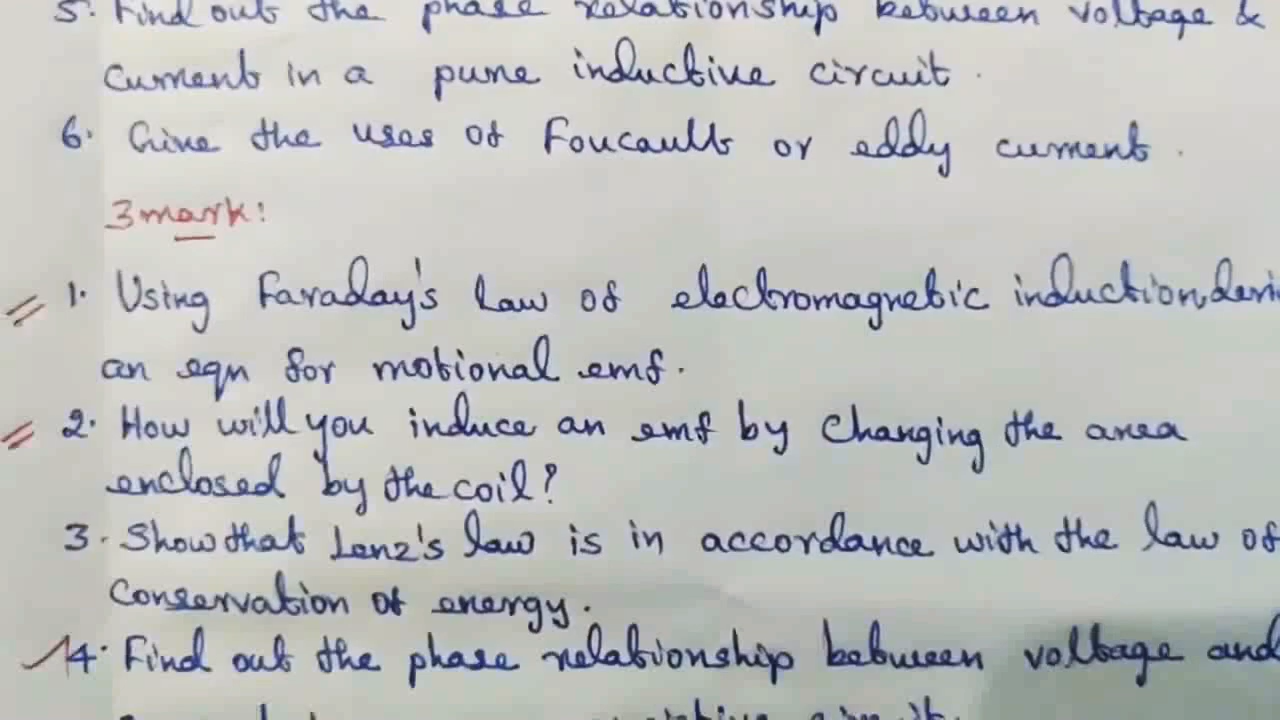 5. Find out the phase relationship between voltage &
current in a pure inductive circuit.
6. Give the uses of Foucault or eddy current.
3 mark:
1. Using Faraday's Law of electromagnetic induction, deri
an eqn for motional emf.
2. How will you induce an emf by changing the area
enclosed by the coil?
3. Show that Lenz's law is in accordance with the law of
Conservation of energy.
4. Find out the phase relationship between voltage and